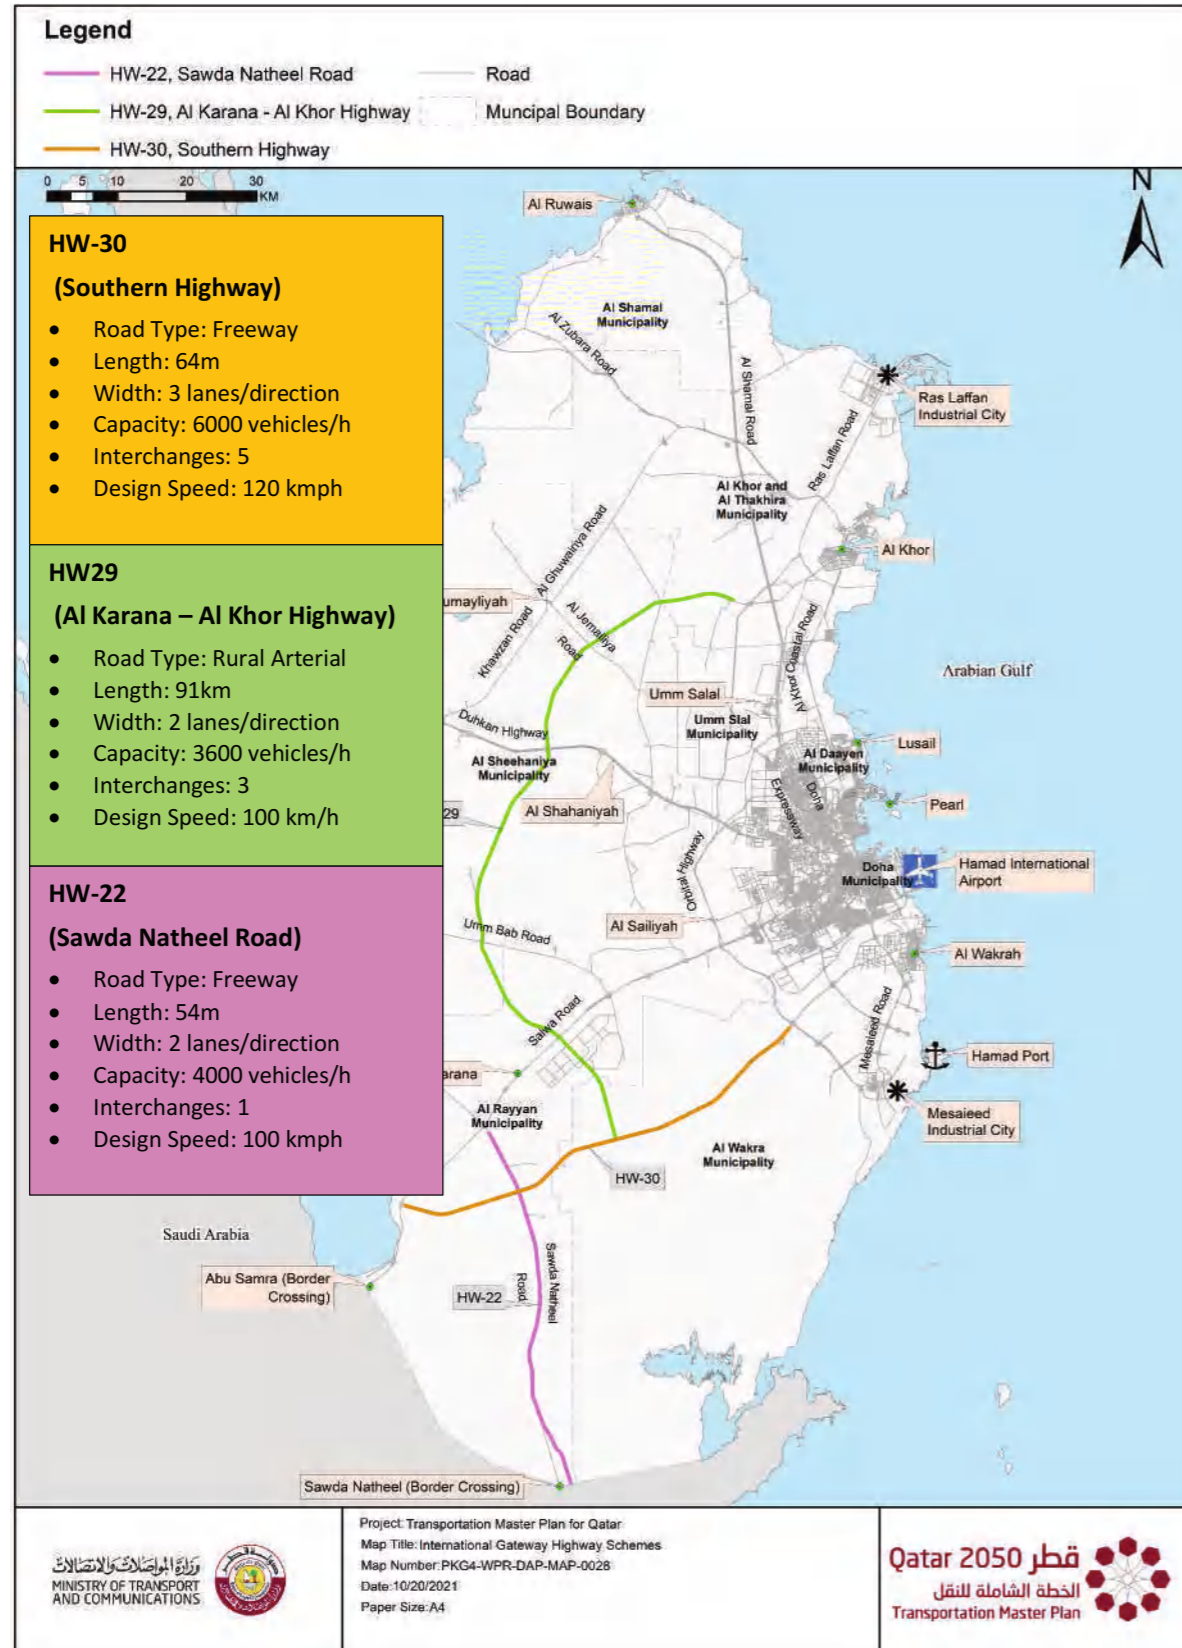 Legend
HW-22, Sawda Natheel Road
Road
HW-29, Al Karana - Al Khor Highway
Muncipal Boundary
HW-30, Southern Highway
0 5 10 20 30
KM
N
HW-30
(Southern Highway)
• Road Type: Freeway
• Length: 64m
• Width: 3 lanes/direction
• Capacity: 6000 vehicles/h
• Interchanges: 5
• Design Speed: 120 kmph
HW29
(Al Karana – Al Khor Highway)
• Road Type: Rural Arterial
• Length: 91km
• Width: 2 lanes/direction
• Capacity: 3600 vehicles/h
• Interchanges: 3
• Design Speed: 100 km/h
HW-22
(Sawda Natheel Road)
• Road Type: Freeway
• Length: 54m
• Width: 2 lanes/direction
• Capacity: 4000 vehicles/h
• Interchanges: 1
• Design Speed: 100 kmph
Al Ruwais
Al Shamal
Municipality
Al Zubara Road
Al Shamal Road
Ras Laffan
Industrial City
Ras Laffan Road
Al Khor and
Al Thakhira
Municipality
Al Ghuwairiya Road
Al Khor
umayliyah
Al Jemailiya
Road
Khawzan Road
Al Khor Coastal Road
Arabian Gulf
Umm Salal
Umm Slal
Municipality
Duhkan Highway
Lusail
Al Sheehaniya
Municipality
Al Daayen
Municipality
Al Shahaniyah
Doha
Expressway
Pearl
29
Orbital Highway
Doha
Municipality
Hamad International
Airport
Al Sailiyah
Umm Bab Road
Al Wakrah
Salwa Road
Mesaieed Road
Hamad Port
arana
Al Rayyan
Municipality
Mesaieed
Industrial City
Al Wakra
Municipality
HW-30
Saudi Arabia
Abu Samra (Border
Crossing)
Sawda Natheel
Road
HW-22
Sawda Natheel (Border Crossing)
وزارة المواصلات والاتصالات
MINISTRY OF TRANSPORT
AND COMMUNICATIONS
Project: Transportation Master Plan for Qatar
Map Title: International Gateway Highway Schemes
Map Number: PKG4-WPR-DAP-MAP-0028
Date: 10/20/2021
Paper Size: A4
Qatar 2050 قطر
الخطة الشاملة للنقل
Transportation Master Plan